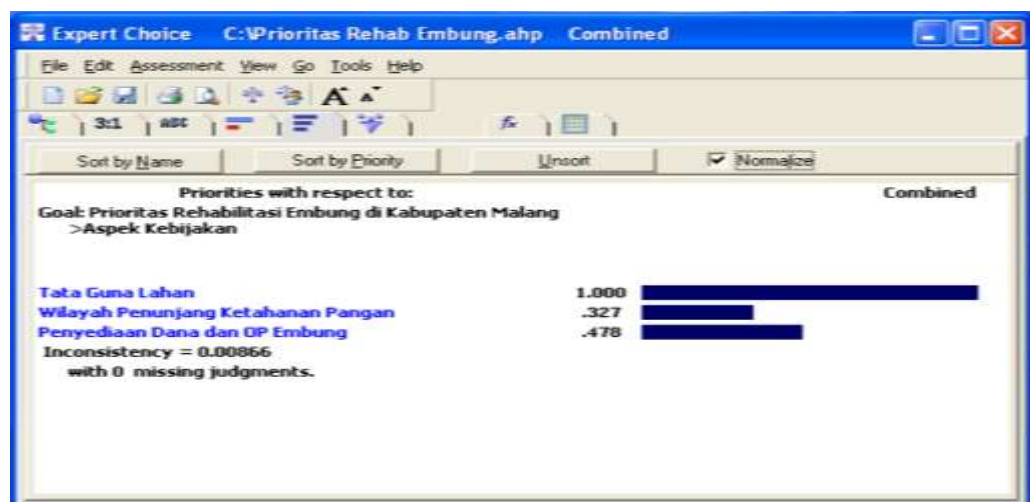 Expert Choice C:\Prioritas Rehab Embung.ahp Combined
File Edit Assessment View Go Tools Help
A A
3:1 ABC fx
Sort by Name Sort by Priority Unsort Normalize
Priorities with respect to: Combined
Goal: Prioritas Rehabilitasi Embung di Kabupaten Malang
>Aspek Kebijakan
Tata Guna Lahan 1.000
Wilayah Penunjang Ketahanan Pangan .327
Penyediaan Dana dan OP Embung .478
Inconsistency = 0.00866
with 0 missing judgments.